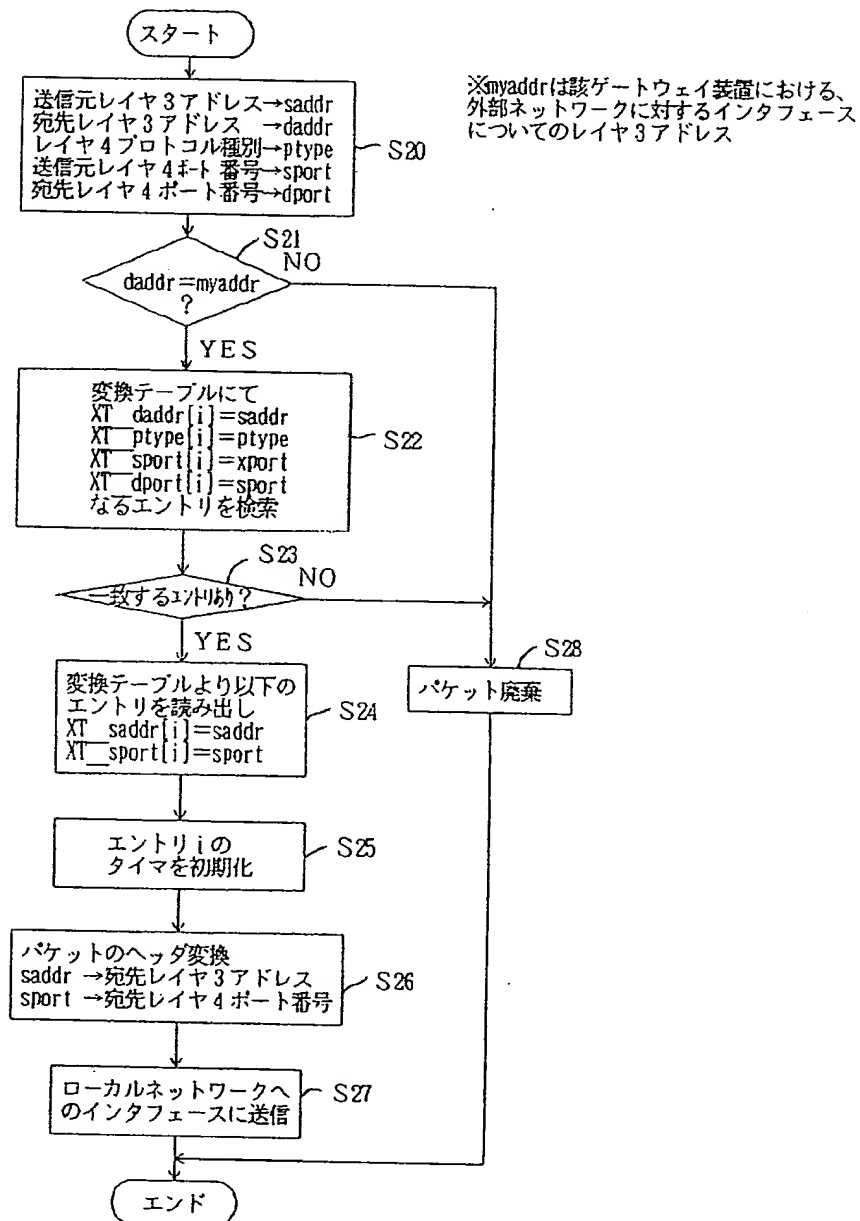 スタート
※myaddrは該ゲートウェイ装置における、
外部ネットワークに対するインタフェース
についてのレイヤ3アドレス
送信元レイヤ3アドレス→saddr
宛先レイヤ3アドレス →daddr
レイヤ4プロトコル種別→ptype
送信元レイヤ4ポート番号→sport
宛先レイヤ4ポート番号→dport
S20
S21
NO
daddr=myaddr
?
YES
変換テーブルにて
XT_daddr[i]=saddr
XT_ptype[i]=ptype
XT_sport[i]=xport
XT_dport[i]=sport
なるエントリを検索
S22
S23
NO
一致するエントリあり?
YES
変換テーブルより以下の
エントリを読み出し
XT_saddr[i]=saddr
XT_sport[i]=sport
S24
S28
パケット廃棄
エントリiの
タイマを初期化
S25
パケットのヘッダ変換
saddr →宛先レイヤ3アドレス
sport →宛先レイヤ4ポート番号
S26
ローカルネットワークへ
のインタフェースに送信
S27
エンド